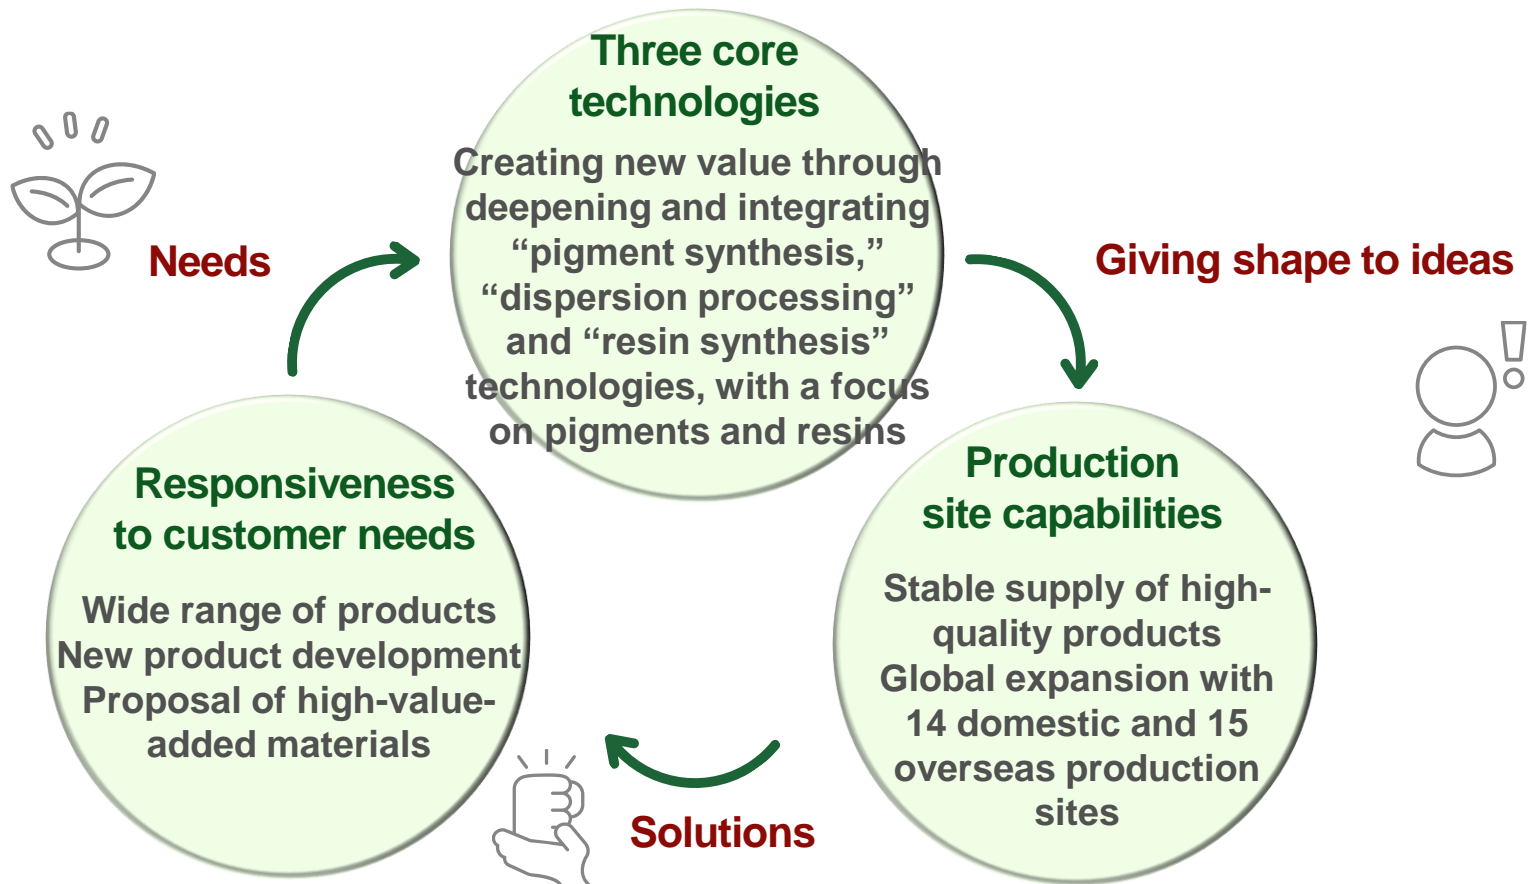 Three core
technologies
Creating new value through
deepening and integrating
“pigment synthesis,”
“dispersion processing”
and “resin synthesis”
technologies, with a focus
on pigments and resins
Needs
Giving shape to ideas
Responsiveness
to customer needs
Wide range of products
New product development
Proposal of high-value-
added materials
Production
site capabilities
Stable supply of high-
quality products
Global expansion with
14 domestic and 15
overseas production
sites
Solutions